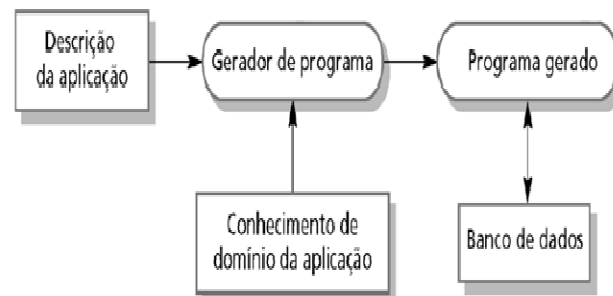 Descrição
da aplicação
Gerador de programa
Programa gerado
Conhecimento de
domínio da aplicação
Banco de dados